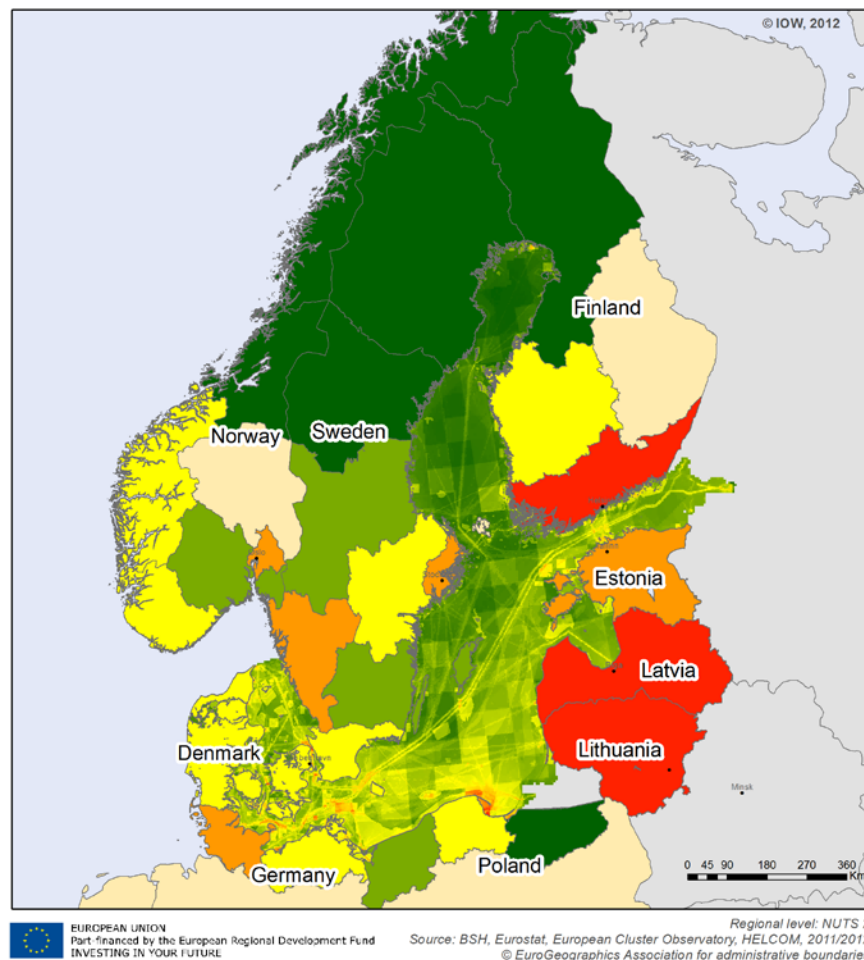 © IOW, 2012
Finland
Norway
Sweden
Estonia
Latvia
Denmark
Lithuania
Minsk
Germany
Poland
0 45 90 180 270 360
Km
EUROPEAN UNION
Part-financed by the European Regional Development Fund
INVESTING IN YOUR FUTURE
Regional level: NUTS
Source: BSH, Eurostat, European Cluster Observatory, HELCOM, 2011/201
© EuroGeographics Association for administrative boundarie